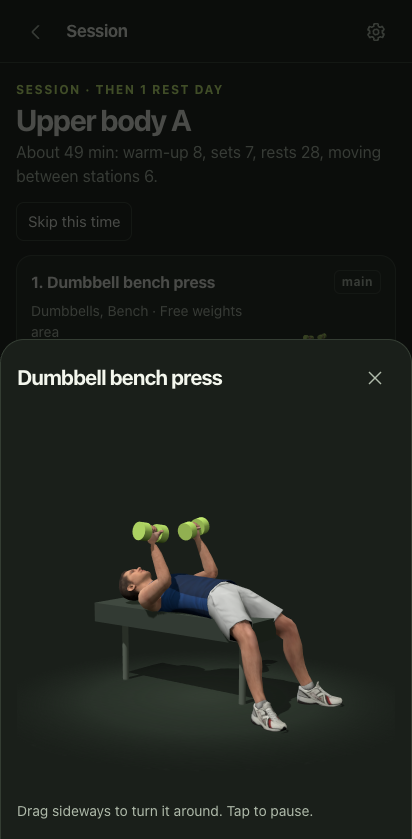 Session
SESSION · THEN 1 REST DAY
Upper body A
About 49 min: warm-up 8, sets 7, rests 28, moving
between stations 6.
Skip this time
1. Dumbbell bench press
main
Dumbbells, Bench · Free weights
area
Dumbbell bench press
Drag sideways to turn it around. Tap to pause.